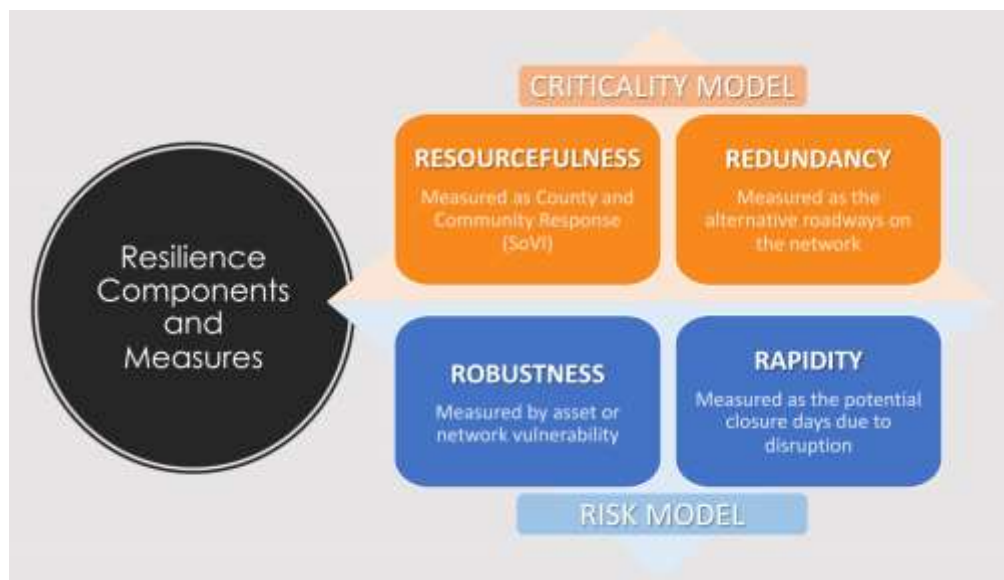 Resilience
Components
and
Measures
CRITICALITY MODEL
RESOURCEFULNESS
Measured as County and
Community Response
(SoVI)
REDUNDANCY
Measured as the
alternative roadways on
the network
ROBUSTNESS
Measured by asset or
network vulnerability
RAPIDITY
Measured as the potential
closure days due to
disruption
RISK MODEL